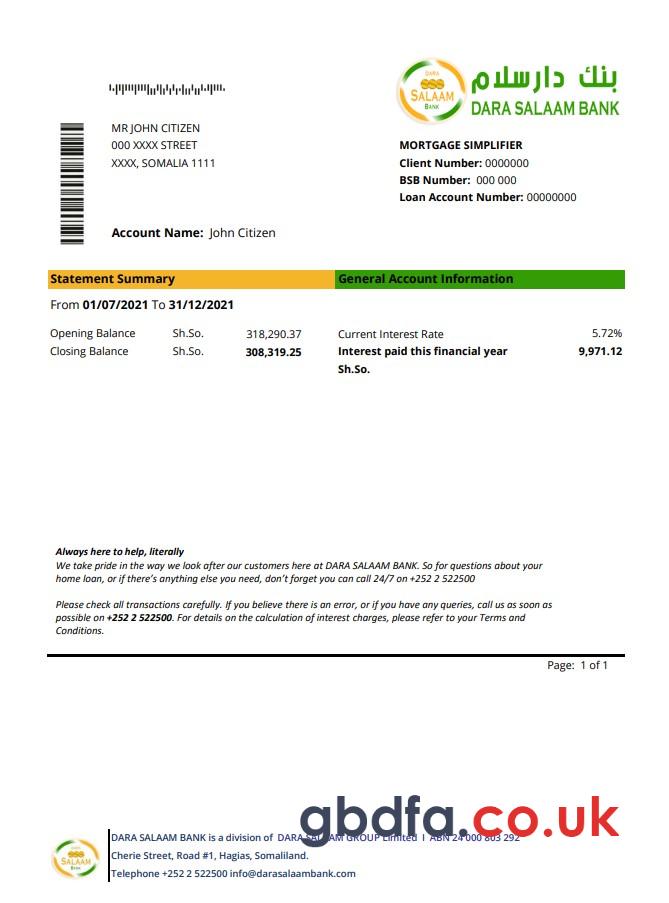 بنك دارسلام
DARA SALAAM BANK
DARA
SALAAM
BANK
MR JOHN CITIZEN
000 XXXX STREET
XXXX, SOMALIA 1111
MORTGAGE SIMPLIFIER
Client Number: 0000000
BSB Number: 000 000
Loan Account Number: 00000000
Account Name: John Citizen
Statement Summary
General Account Information
From 01/07/2021 To 31/12/2021
Opening Balance Sh.So. 318,290.37
Closing Balance Sh.So. 308,319.25
Current Interest Rate 5.72%
Interest paid this financial year 9,971.12
Sh.So.
Always here to help, literally
We take pride in the way we look after our customers here at DARA SALAAM BANK. So for questions about your
home loan, or if there's anything else you need, don't forget you can call 24/7 on +252 2 522500
Please check all transactions carefully. If you believe there is an error, or if you have any queries, call us as soon as
possible on +252 2 522500. For details on the calculation of interest charges, please refer to your Terms and
Conditions.
Page: 1 of 1
gbdfa.co.uk
SALAAM
BANK
DARA SALAAM BANK is a division of DARA SALAAM GROUP Limited I ABN 24 000 803 292
Cherie Street, Road #1, Hagias, Somaliland.
Telephone +252 2 522500 info@darasalaambank.com